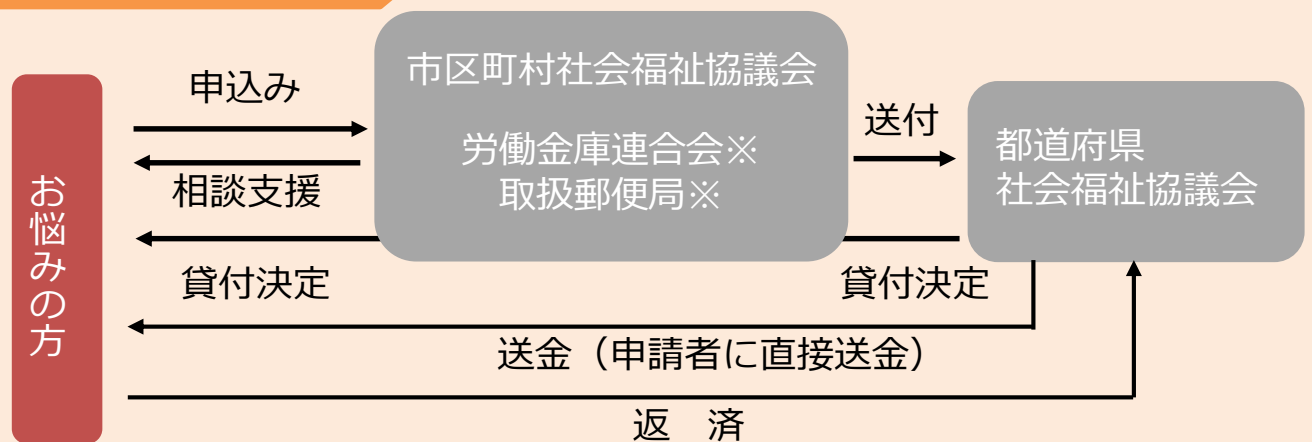 お悩みの方
申込み
相談支援
市区町村社会福祉協議会
労働金庫連合会※
取扱郵便局※
送付
都道府県
社会福祉協議会
貸付決定
貸付決定
送金（申請者に直接送金）
返　済